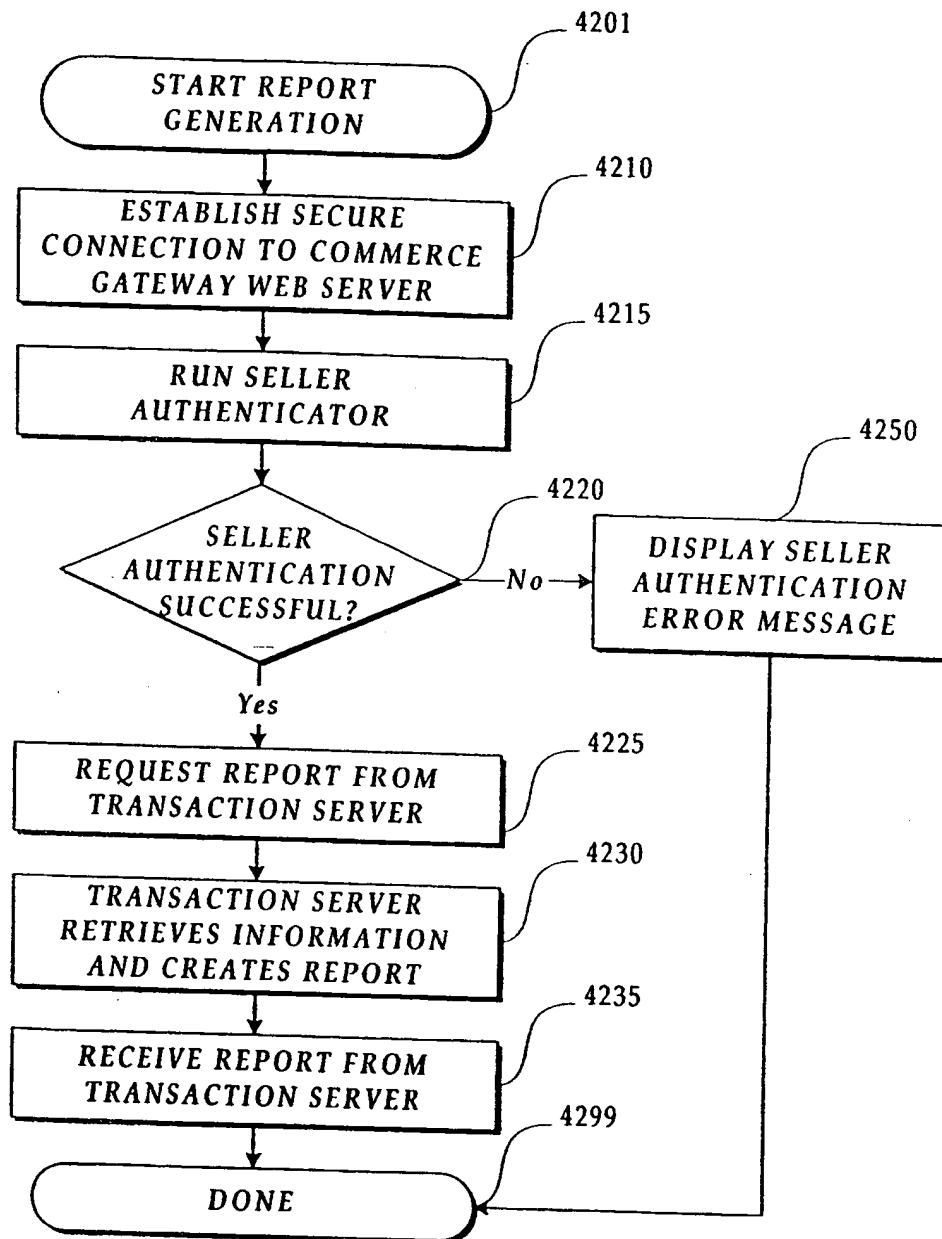 4201
START REPORT
GENERATION
4210
ESTABLISH SECURE
CONNECTION TO COMMERCE
GATEWAY WEB SERVER
4215
RUN SELLER
AUTHENTICATOR
4250
4220
SELLER
AUTHENTICATION
SUCCESSFUL?
No
DISPLAY SELLER
AUTHENTICATION
ERROR MESSAGE
Yes
4225
REQUEST REPORT FROM
TRANSACTION SERVER
4230
TRANSACTION SERVER
RETRIEVES INFORMATION
AND CREATES REPORT
4235
RECEIVE REPORT FROM
TRANSACTION SERVER
4299
DONE